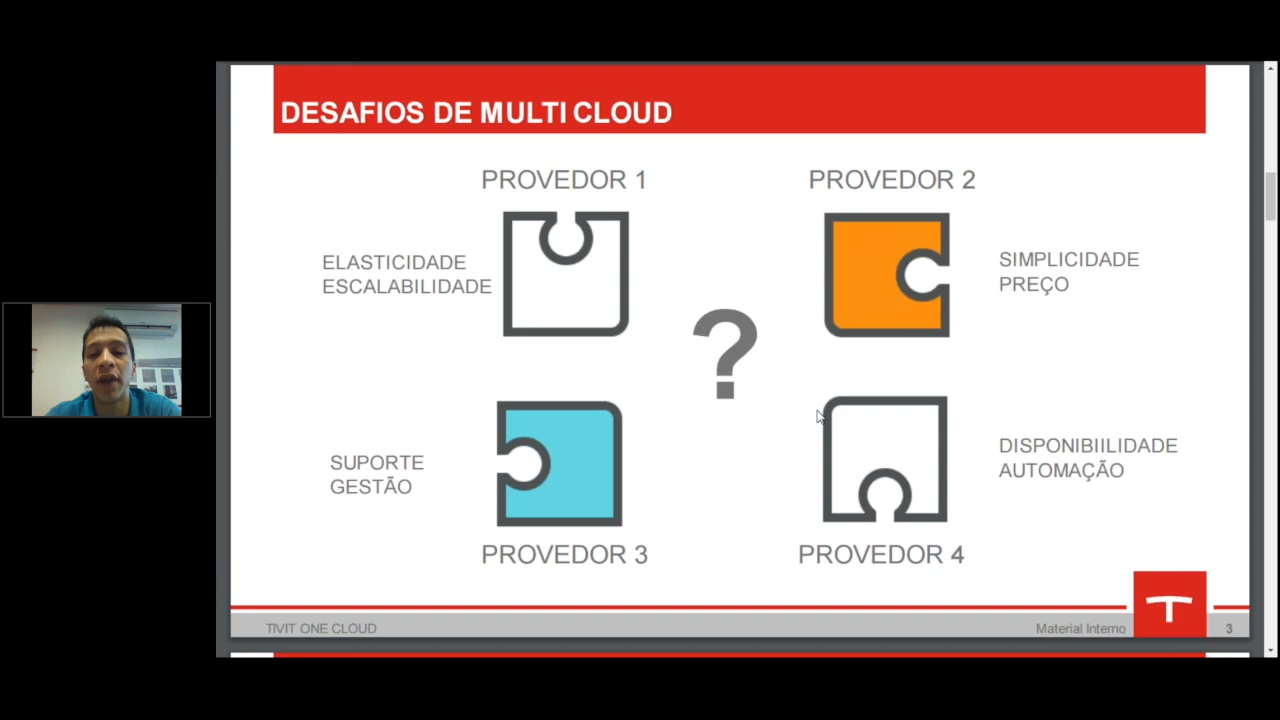 DESAFIOS DE MULTI CLOUD
PROVEDOR 1
PROVEDOR 2
ELASTICIDADE
ESCALABILIDADE
SIMPLICIDADE
PREÇO
?
SUPORTE
GESTÃO
DISPONIBIILIDADE
AUTOMAÇÃO
PROVEDOR 3
PROVEDOR 4
TIVIT ONE CLOUD
Material Interno
T
3